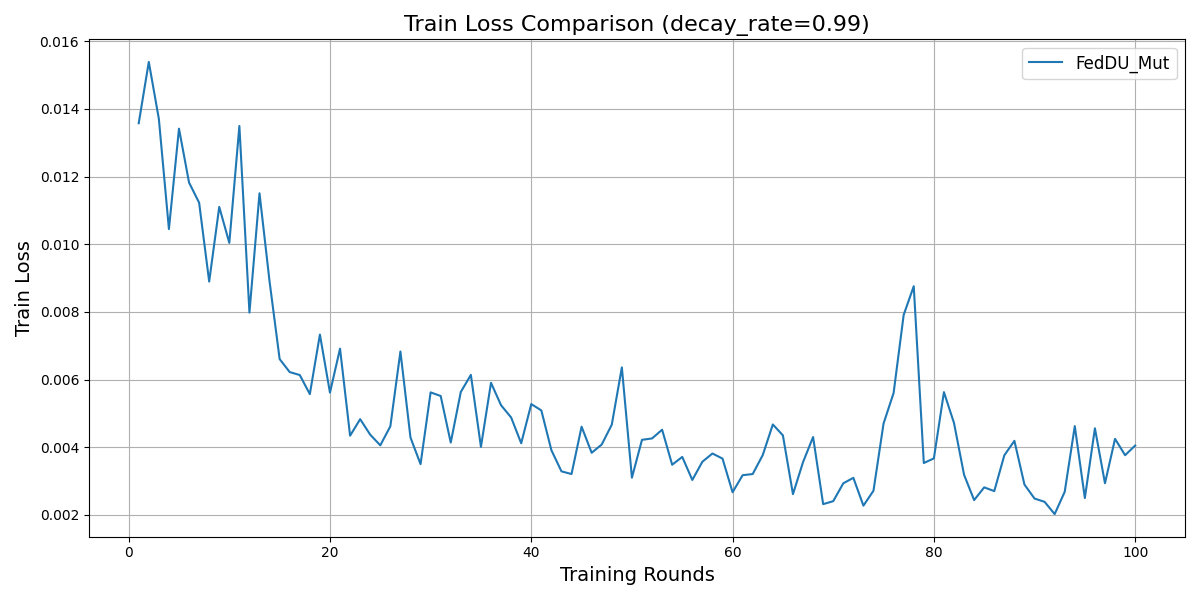 Train Loss Comparison (decay_rate=0.99)
FedDU_Mut
Train Loss
0.016
0.014
0.012
0.010
0.008
0.006
0.004
0.002
0 20 40 60 80 100
Training Rounds